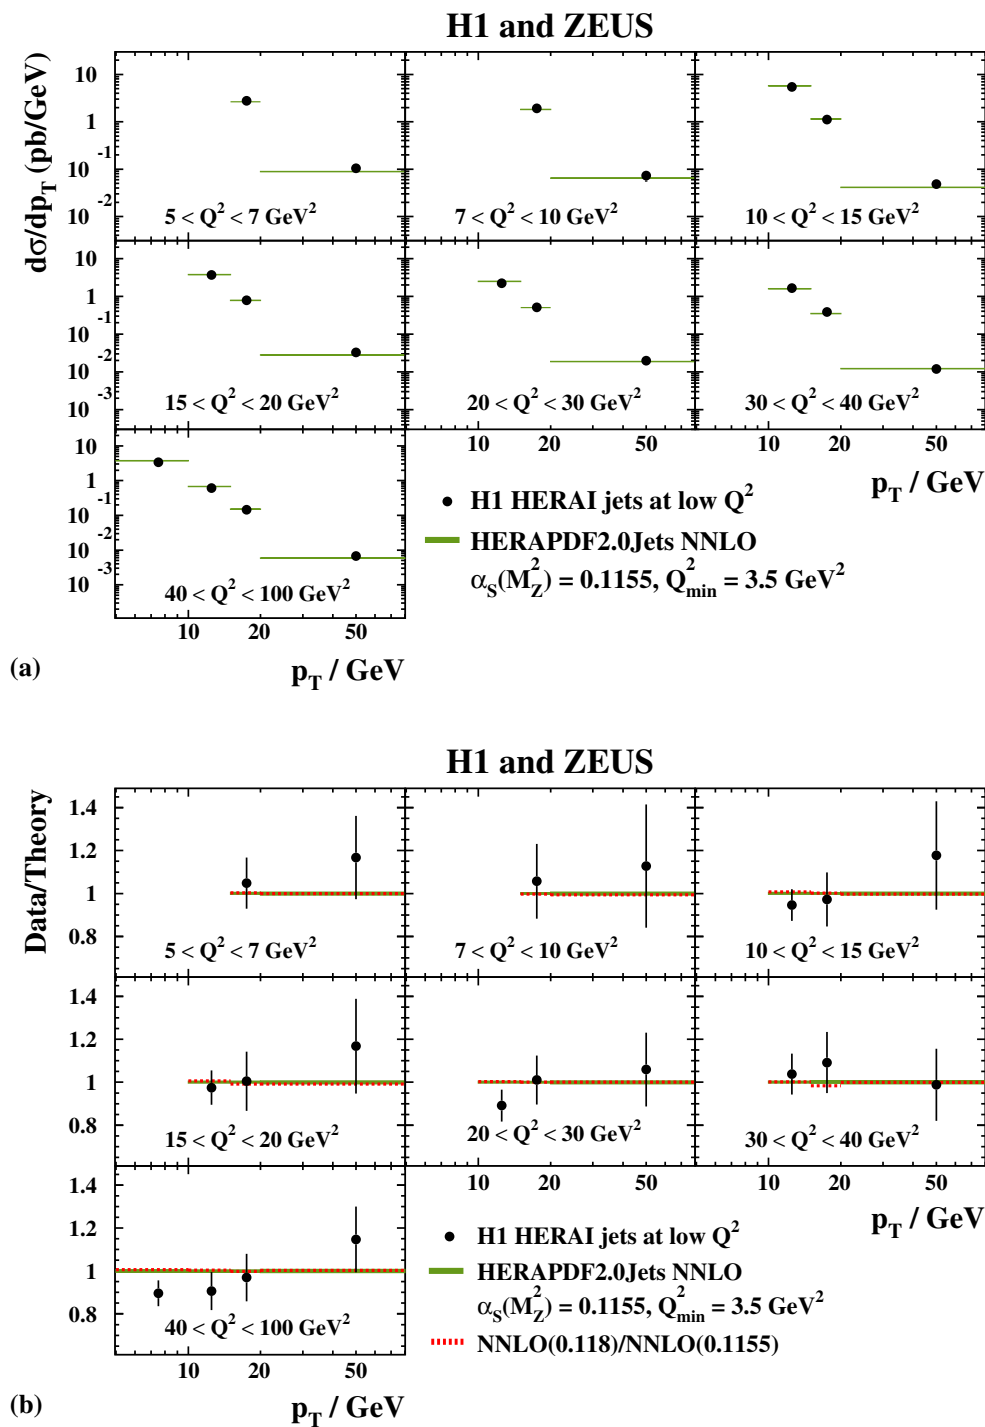 H1 and ZEUS
dσ/dp_T (pb/GeV)
10
1
10^-1
10^-2
5 < Q^2 < 7 GeV^2
7 < Q^2 < 10 GeV^2
10 < Q^2 < 15 GeV^2
10
1
10^-1
10^-2
10^-3
15 < Q^2 < 20 GeV^2
20 < Q^2 < 30 GeV^2
30 < Q^2 < 40 GeV^2
10 20 50
10 20 50
p_T / GeV
10
1
10^-1
10^-2
10^-3
40 < Q^2 < 100 GeV^2
10 20 50
p_T / GeV
H1 HERAI jets at low Q^2
HERAPDF2.0Jets NNLO
α_S(M_Z^2) = 0.1155, Q_min^2 = 3.5 GeV^2
(a)
H1 and ZEUS
Data/Theory
1.4
1.2
1
0.8
5 < Q^2 < 7 GeV^2
7 < Q^2 < 10 GeV^2
10 < Q^2 < 15 GeV^2
1.4
1.2
1
0.8
15 < Q^2 < 20 GeV^2
20 < Q^2 < 30 GeV^2
30 < Q^2 < 40 GeV^2
10 20 50
10 20 50
p_T / GeV
1.4
1.2
1
0.8
40 < Q^2 < 100 GeV^2
10 20 50
p_T / GeV
H1 HERAI jets at low Q^2
HERAPDF2.0Jets NNLO
α_S(M_Z^2) = 0.1155, Q_min^2 = 3.5 GeV^2
NNLO(0.118)/NNLO(0.1155)
(b)